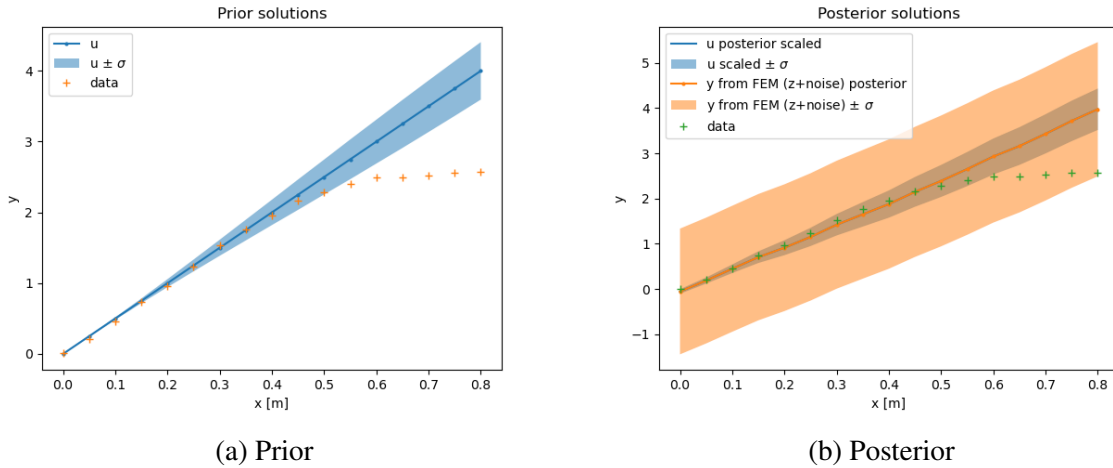 Prior solutions
u
u ± σ
data
4
3
2
1
0
y
0.0 0.1 0.2 0.3 0.4 0.5 0.6 0.7 0.8
x [m]
(a) Prior
Posterior solutions
u posterior scaled
u scaled ± σ
y from FEM (z+noise) posterior
y from FEM (z+noise) ± σ
data
5
4
3
2
1
0
−1
y
0.0 0.1 0.2 0.3 0.4 0.5 0.6 0.7 0.8
x [m]
(b) Posterior